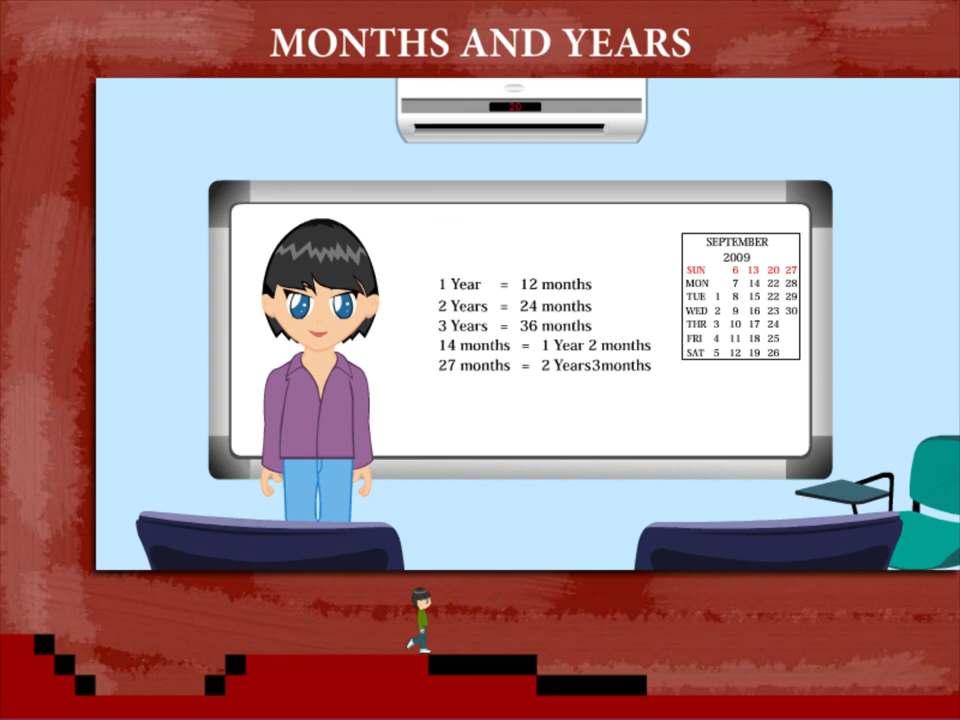 MONTHS AND YEARS
20
1 Year = 12 months
2 Years = 24 months
3 Years = 36 months
14 months = 1 Year 2 months
27 months = 2 Years3months
SEPTEMBER
2009
SUN 6 13 20 27
MON 7 14 22 28
TUE 1 8 15 22 29
WED 2 9 16 23 30
THR 3 10 17 24
FRI 4 11 18 25
SAT 5 12 19 26